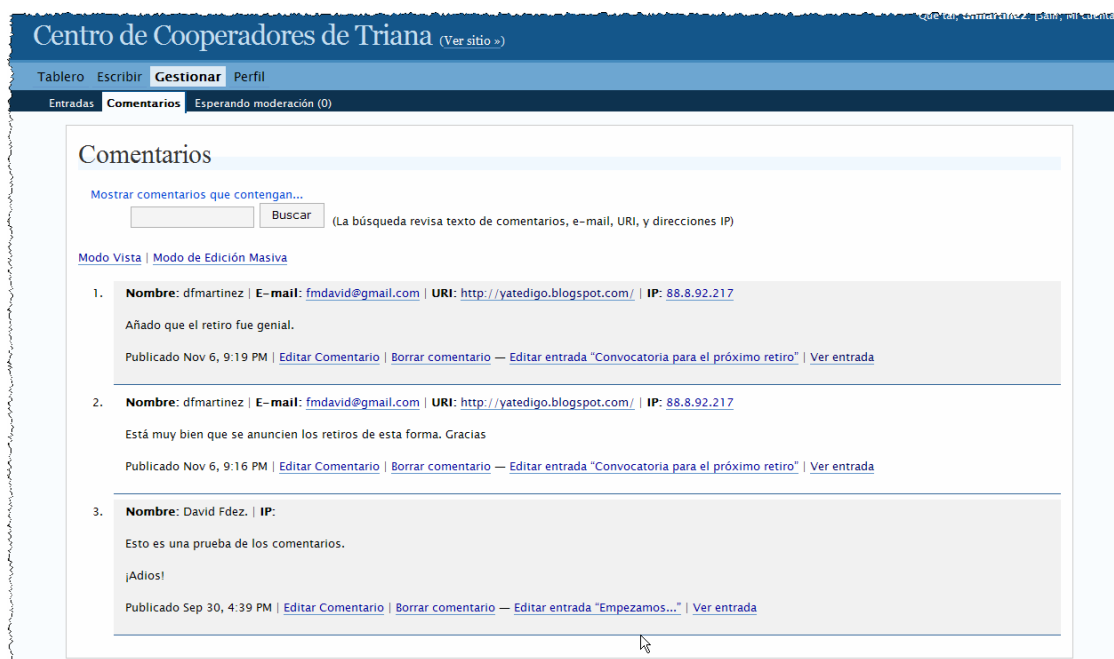 Centro de Cooperadores de Triana (Ver sitio »)
Tablero Escribir Gestionar Perfil
Entradas Comentarios Esperando moderación (0)
Comentarios
Mostrar comentarios que contengan...
Buscar (La búsqueda revisa texto de comentarios, e-mail, URI, y direcciones IP)
Modo Vista | Modo de Edición Masiva
1. Nombre: dfmartinez | E-mail: fmdavid@gmail.com | URI: http://yatedigo.blogspot.com/ | IP: 88.8.92.217
Añado que el retiro fue genial.
Publicado Nov 6, 9:19 PM | Editar Comentario | Borrar comentario — Editar entrada “Convocatoria para el próximo retiro” | Ver entrada
2. Nombre: dfmartinez | E-mail: fmdavid@gmail.com | URI: http://yatedigo.blogspot.com/ | IP: 88.8.92.217
Está muy bien que se anuncien los retiros de esta forma. Gracias
Publicado Nov 6, 9:16 PM | Editar Comentario | Borrar comentario — Editar entrada “Convocatoria para el próximo retiro” | Ver entrada
3. Nombre: David Fdez. | IP:
Esto es una prueba de los comentarios.
¡Adios!
Publicado Sep 30, 4:39 PM | Editar Comentario | Borrar comentario — Editar entrada “Empezamos...” | Ver entrada